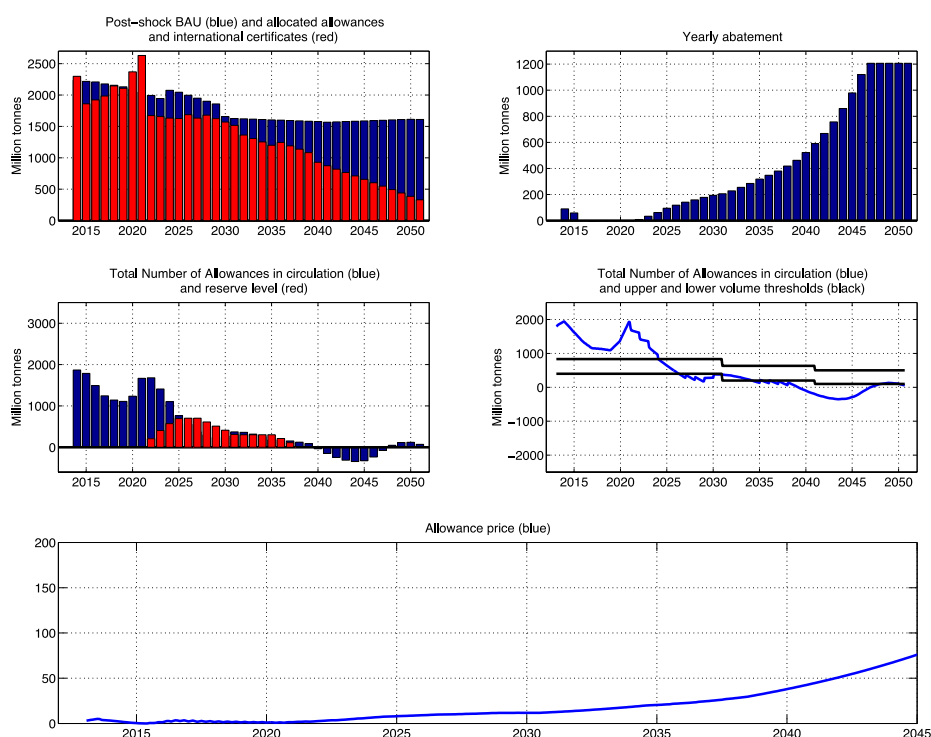 Post-shock BAU (blue) and allocated allowances
and international certificates (red)
2500
2000
1500
1000
500
0
Million tonnes
2015 2020 2025 2030 2035 2040 2045 2050
Yearly abatement
1200
1000
800
600
400
200
0
Million tonnes
2015 2020 2025 2030 2035 2040 2045 2050
Total Number of Allowances in circulation (blue)
and reserve level (red)
3000
2000
1000
0
Million tonnes
2015 2020 2025 2030 2035 2040 2045 2050
Total Number of Allowances in circulation (blue)
and upper and lower volume thresholds (black)
2000
1000
0
-1000
-2000
Million tonnes
2015 2020 2025 2030 2035 2040 2045 2050
Allowance price (blue)
200
150
100
50
0
2015 2020 2025 2030 2035 2040 2045